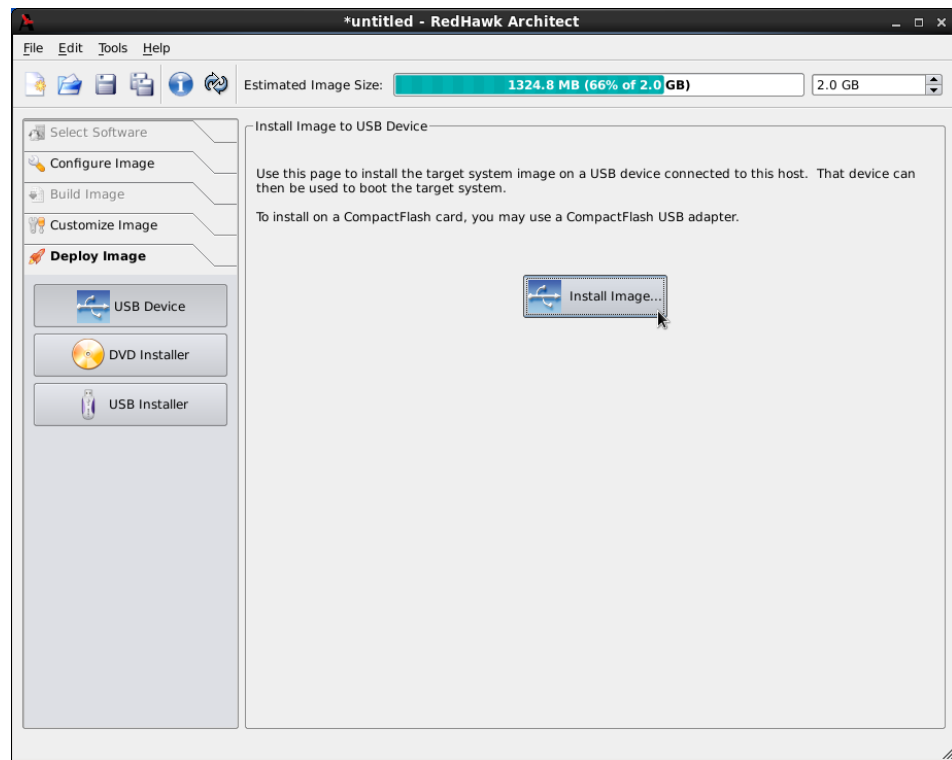 *untitled - RedHawk Architect
File Edit Tools Help
Estimated Image Size: 1324.8 MB (66% of 2.0 GB) 2.0 GB
Select Software
Configure Image
Build Image
Customize Image
Deploy Image
USB Device
DVD Installer
USB Installer
Install Image to USB Device
Use this page to install the target system image on a USB device connected to this host.  That device can
then be used to boot the target system.
To install on a CompactFlash card, you may use a CompactFlash USB adapter.
Install Image...